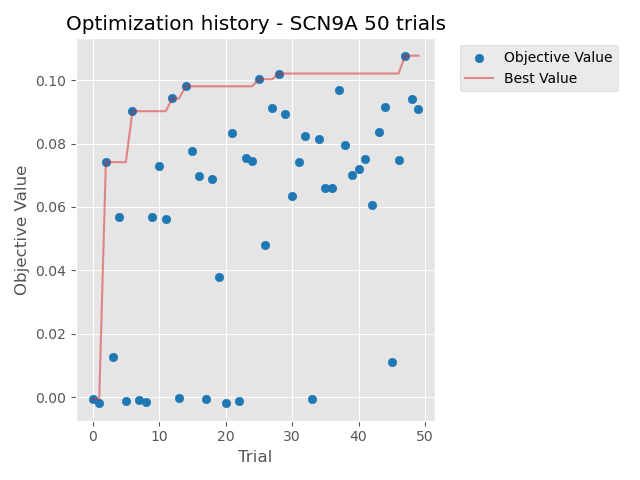 Optimization history - SCN9A 50 trials
Objective Value
Best Value
Objective Value
0.10
0.08
0.06
0.04
0.02
0.00
0 10 20 30 40 50
Trial